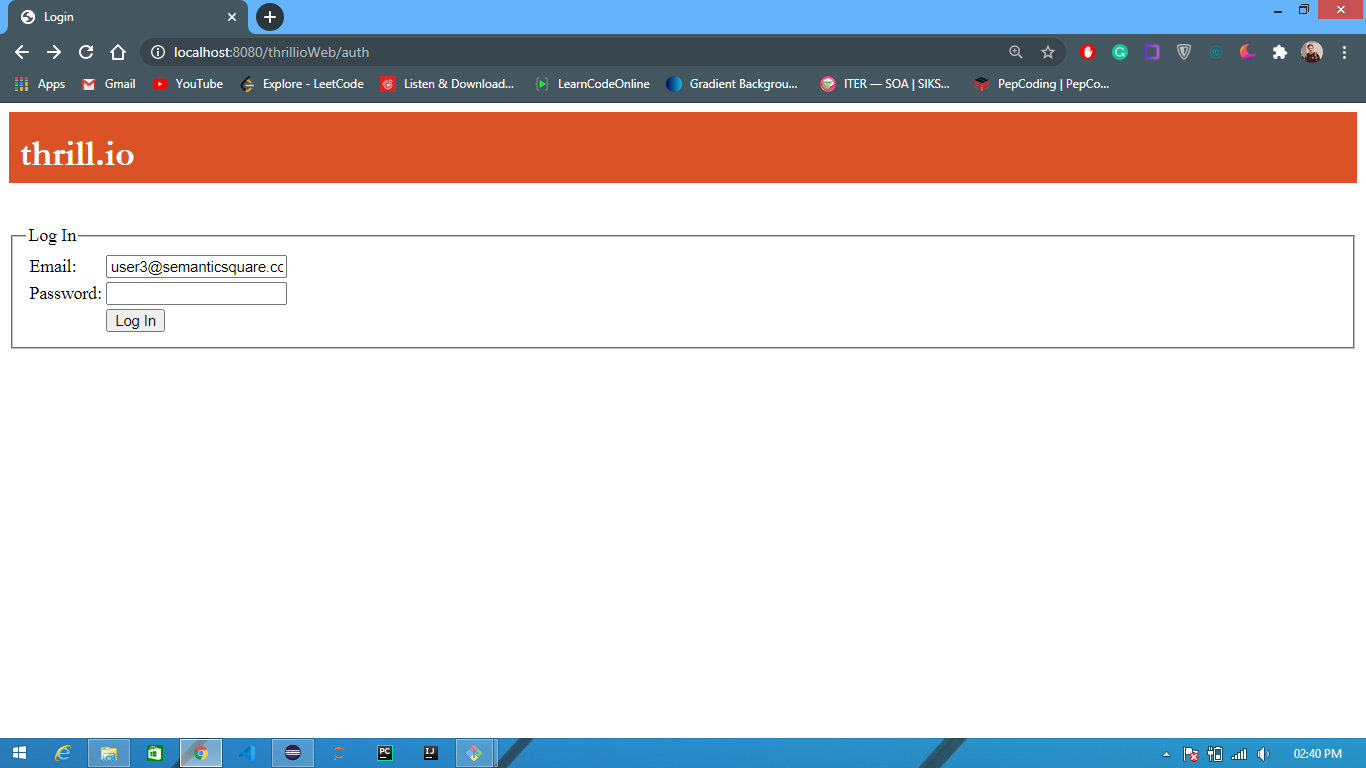 Login
localhost:8080/thrillioWeb/auth
Apps Gmail YouTube Explore - LeetCode Listen & Download... LearnCodeOnline Gradient Backgrou... ITER — SOA | SIKS... PepCoding | PepCo...
thrill.io
Log In
Email: user3@semanticsquare.cc
Password:
Log In
PC IJ 02:40 PM